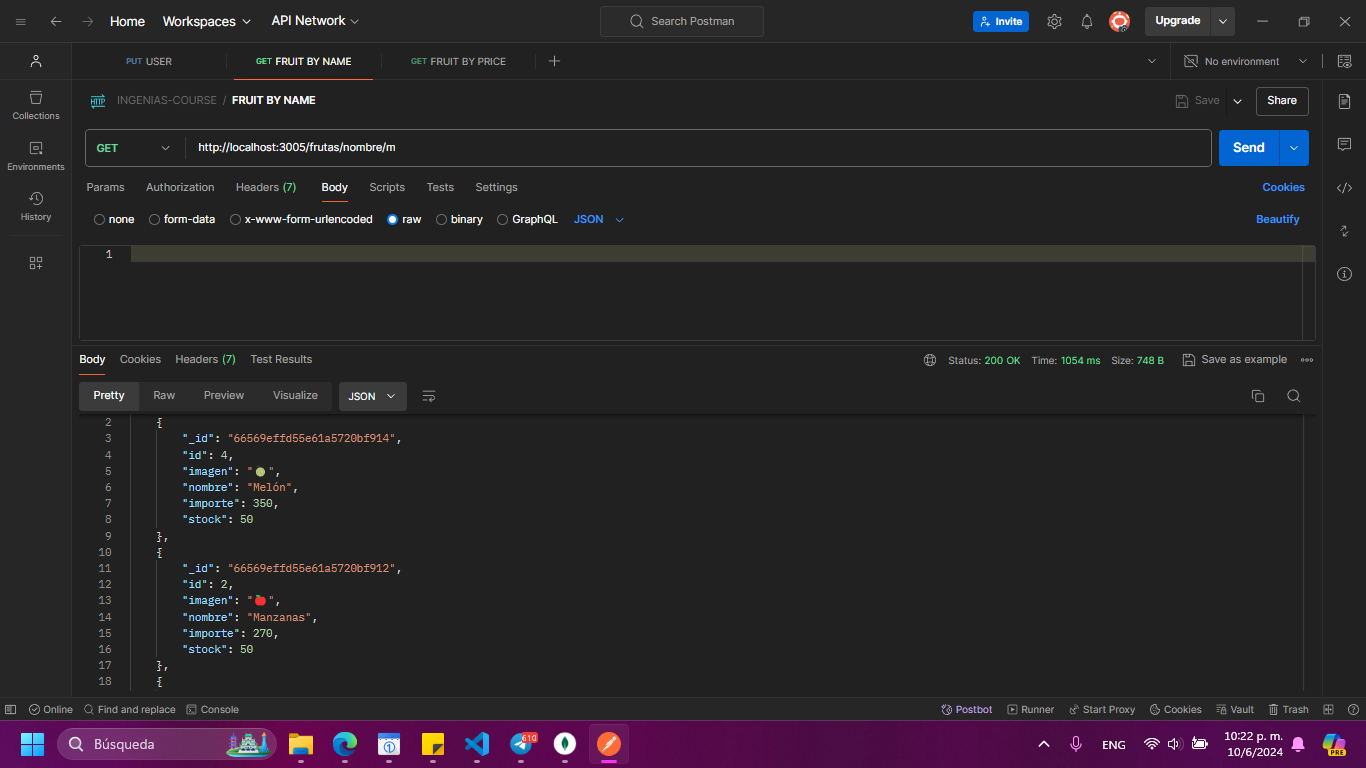 Home Workspaces API Network Search Postman Invite Upgrade
PUT USER GET FRUIT BY NAME GET FRUIT BY PRICE No environment
HTTP INGENIAS-COURSE / FRUIT BY NAME Save Share
Collections
GET http://localhost:3005/frutas/nombre/m Send
Environments
Params Authorization Headers (7) Body Scripts Tests Settings Cookies
History
none form-data x-www-form-urlencoded raw binary GraphQL JSON Beautify
1
Body Cookies Headers (7) Test Results Status: 200 OK Time: 1054 ms Size: 748 B Save as example
Pretty Raw Preview Visualize JSON
2 {
3 "_id": "66569effd55e61a5720bf914",
4 "id": 4,
5 "imagen": "🍈",
6 "nombre": "Melón",
7 "importe": 350,
8 "stock": 50
9 },
10 {
11 "_id": "66569effd55e61a5720bf912",
12 "id": 2,
13 "imagen": "🍎",
14 "nombre": "Manzanas",
15 "importe": 270,
16 "stock": 50
17 },
18 {
Online Find and replace Console Postbot Runner Start Proxy Cookies Vault Trash
Búsqueda 610 ENG 10:22 p. m. PRE
10/6/2024